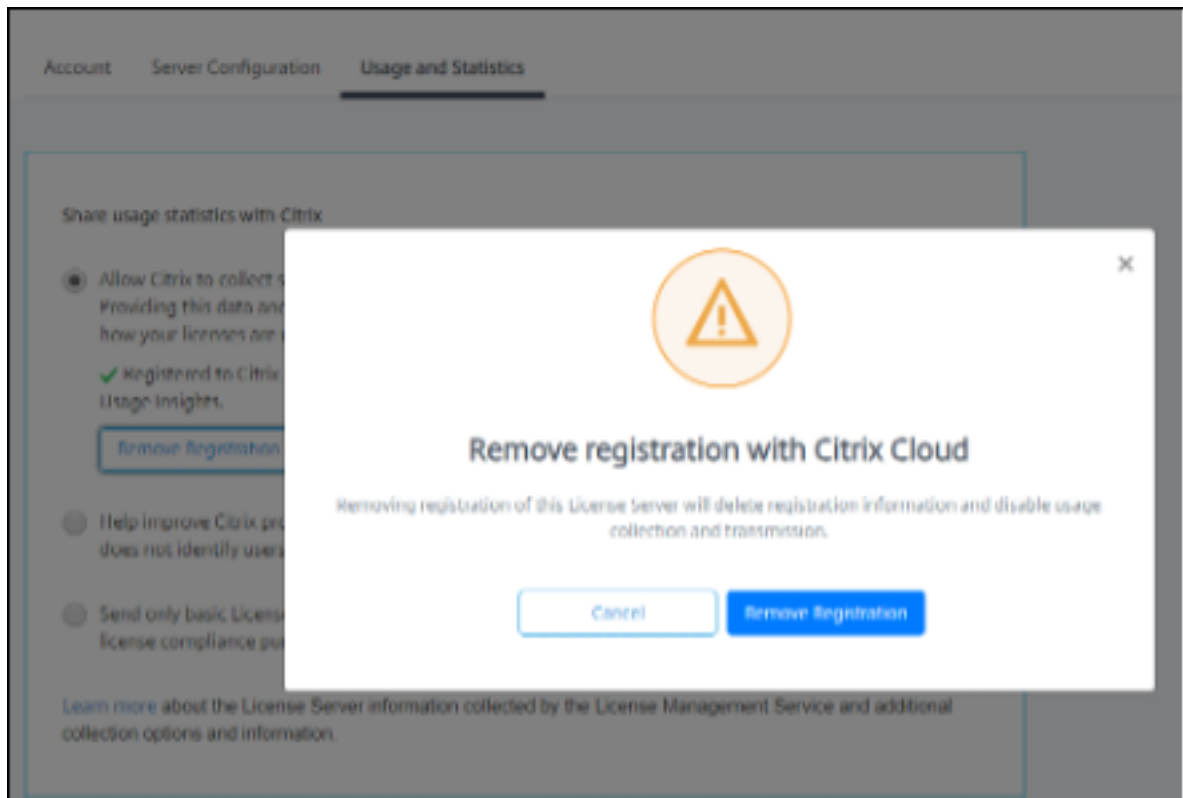 Account Server Configuration Usage and Statistics
Share usage statistics with Citrix
Allow Citrix to collect s
Providing this data and
how your licenses are
✓ Registered to Citrix
Usage Insights.
Remove Registration
Help improve Citrix pro
does not identify users
Send only basic License
license compliance pu
Learn more about the License Server information collected by the License Management Service and additional
collection options and information.
Remove registration with Citrix Cloud
Removing registration of this License Server will delete registration information and disable usage
collection and transmission.
Cancel Remove Registration